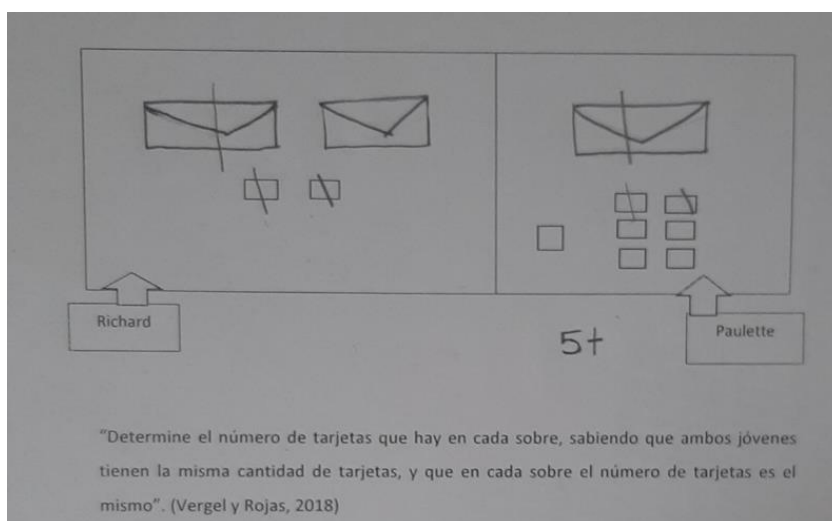 Richard
Paulette
5t
"Determine el número de tarjetas que hay en cada sobre, sabiendo que ambos jóvenes
tienen la misma cantidad de tarjetas, y que en cada sobre el número de tarjetas es el
mismo". (Vergel y Rojas, 2018)